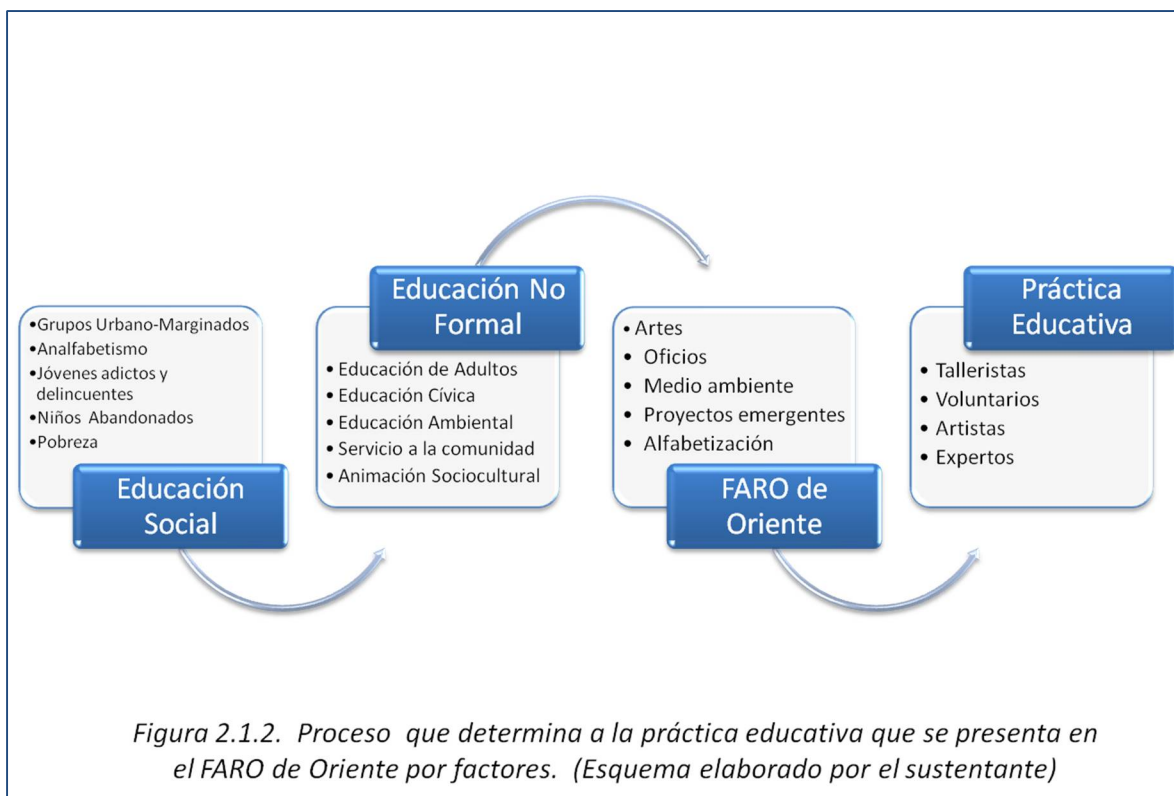 •Grupos Urbano-Marginados
•Analfabetismo
•Jóvenes adictos y
delincuentes
•Niños Abandonados
•Pobreza
Educación
Social
Educación No
Formal
• Educación de Adultos
• Educación Cívica
• Educación Ambiental
• Servicio a la comunidad
• Animación Sociocultural
• Artes
• Oficios
• Medio ambiente
• Proyectos emergentes
• Alfabetización
FARO de
Oriente
Práctica
Educativa
• Talleristas
• Voluntarios
• Artistas
• Expertos
Figura 2.1.2. Proceso que determina a la práctica educativa que se presenta en
el FARO de Oriente por factores. (Esquema elaborado por el sustentante)